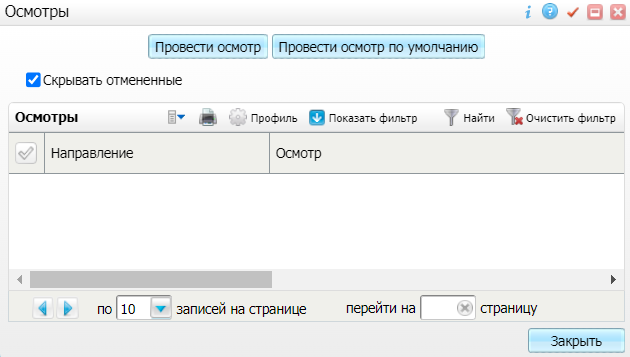 Осмотры
Провести осмотр Провести осмотр по умолчанию
Скрывать отмененные
Осмотры Профиль Показать фильтр Найти Очистить фильтр
Направление Осмотр
по 10 записей на странице перейти на страницу
Закрыть